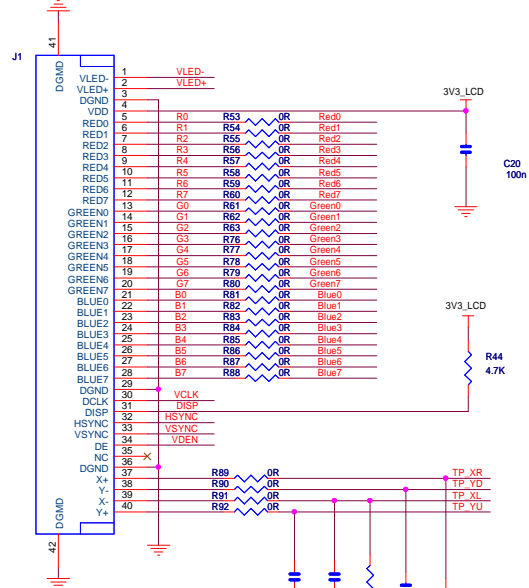 41
J1
DGMD
VLED- 1 VLED-
VLED+ 2 VLED+
DGND 3
VDD 4
3V3_LCD
RED0 5 R0 R53 0R Red0
RED1 6 R1 R54 0R Red1
RED2 7 R2 R55 0R Red2
RED3 8 R3 R56 0R Red3
RED4 9 R4 R57 0R Red4
RED5 10 R5 R58 0R Red5
RED6 11 R6 R59 0R Red6
RED7 12 R7 R60 0R Red7
GREEN0 13 G0 R61 0R Green0
GREEN1 14 G1 R62 0R Green1
GREEN2 15 G2 R63 0R Green2
GREEN3 16 G3 R76 0R Green3
GREEN4 17 G4 R77 0R Green4
GREEN5 18 G5 R78 0R Green5
GREEN6 19 G6 R79 0R Green6
GREEN7 20 G7 R80 0R Green7
BLUE0 21 B0 R81 0R Blue0
BLUE1 22 B1 R82 0R Blue1
BLUE2 23 B2 R83 0R Blue2
BLUE3 24 B3 R84 0R Blue3
BLUE4 25 B4 R85 0R Blue4
BLUE5 26 B5 R86 0R Blue5
BLUE6 27 B6 R87 0R Blue6
BLUE7 28 B7 R88 0R Blue7
C20
100n
3V3_LCD
R44
4.7K
DGND 29
DCLK 30 VCLK
DISP 31 DISP
HSYNC 32 HSYNC
VSYNC 33 VSYNC
DE 34 VDEN
NC 35
DGND 36
X+ 37 R89 0R TP_XR
Y- 38 R90 0R TP_YD
X- 39 R91 0R TP_XL
Y+ 40 R92 0R TP_YU
DGMD
42